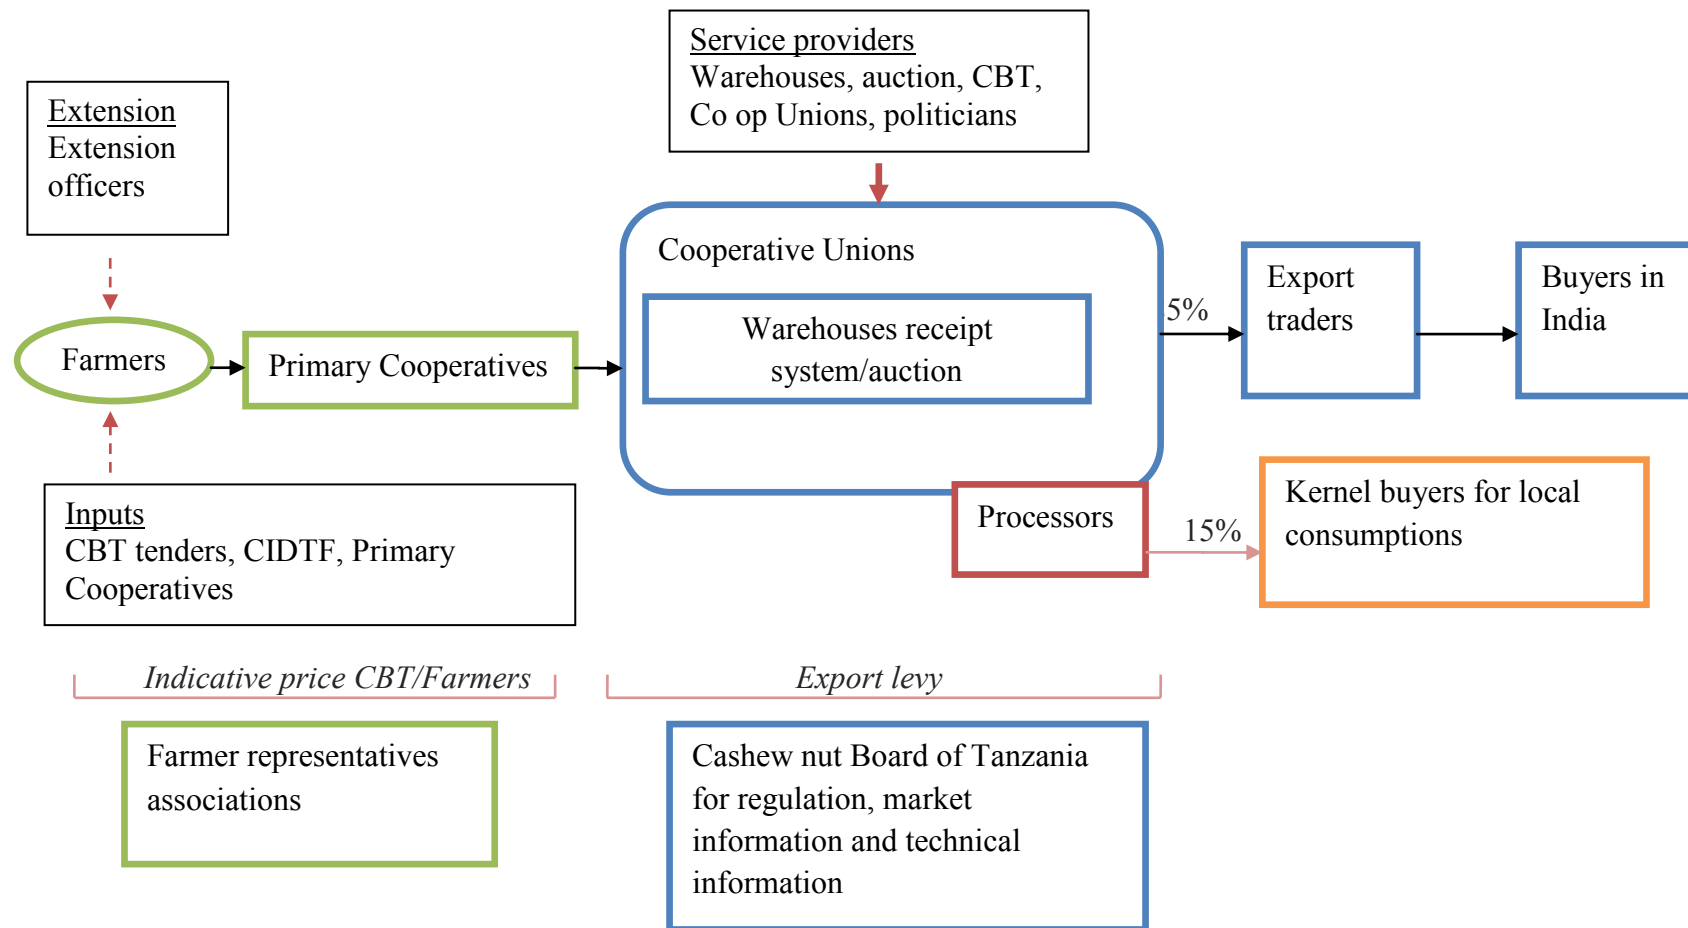 Service providers
Warehouses, auction, CBT,
Co op Unions, politicians
Extension
Extension
officers
Cooperative Unions
Warehouses receipt
system/auction
5%
Export
traders
Buyers in
India
Farmers
Primary Cooperatives
Processors
15%
Kernel buyers for local
consumptions
Inputs
CBT tenders, CIDTF, Primary
Cooperatives
Indicative price CBT/Farmers
Export levy
Farmer representatives
associations
Cashew nut Board of Tanzania
for regulation, market
information and technical
information